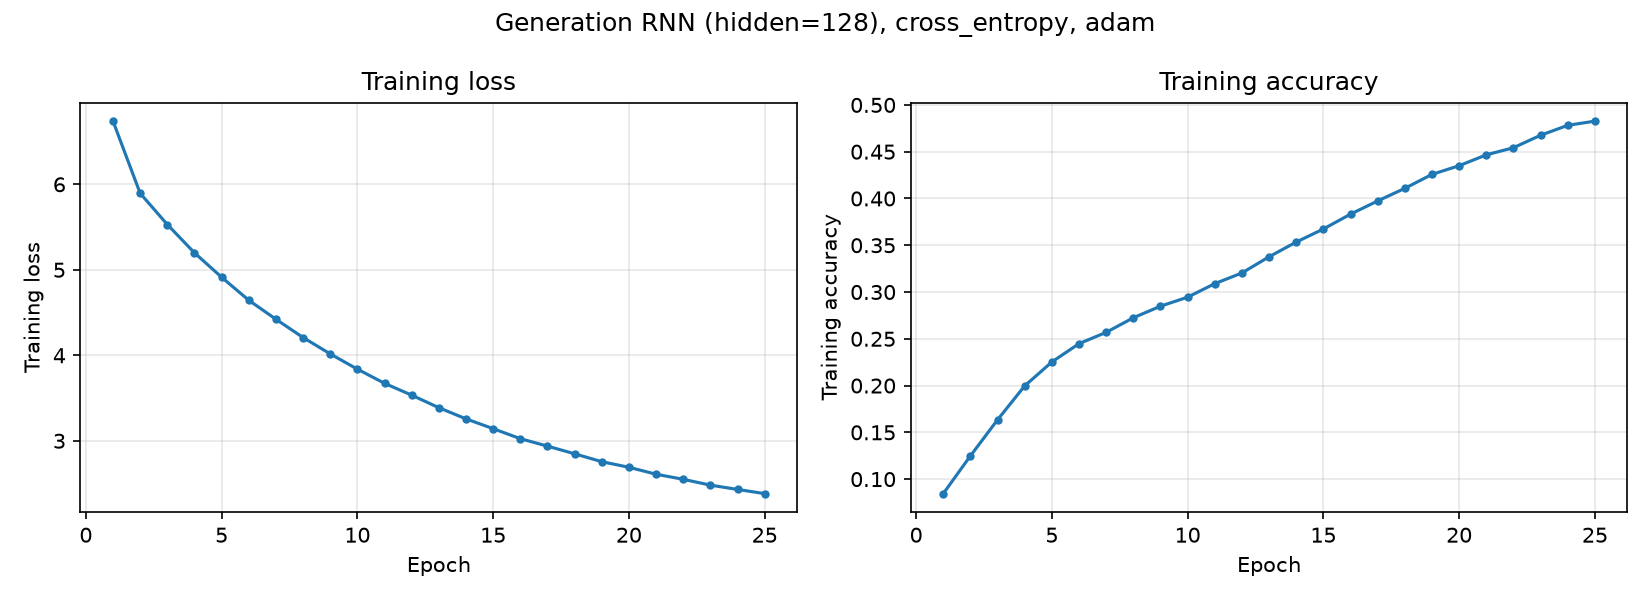 Generation RNN (hidden=128), cross_entropy, adam
Training loss
Training loss
6
5
4
3
0 5 10 15 20 25
Epoch
Training accuracy
Training accuracy
0.50
0.45
0.40
0.35
0.30
0.25
0.20
0.15
0.10
0 5 10 15 20 25
Epoch